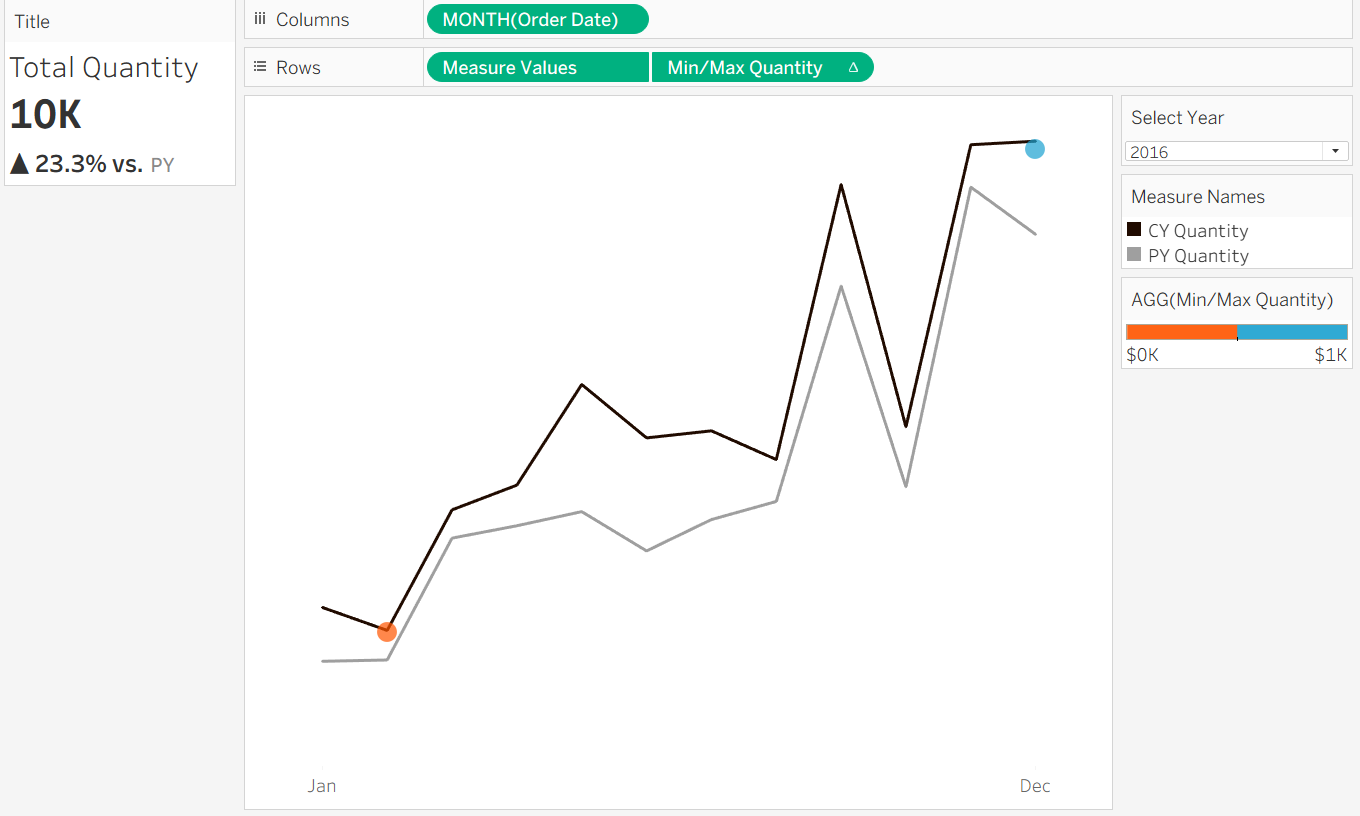 Title
Total Quantity
10K
▲ 23.3% vs. PY
Columns
MONTH(Order Date)
Rows
Measure Values
Min/Max Quantity Δ
Jan
Dec
Select Year
2016
Measure Names
CY Quantity
PY Quantity
AGG(Min/Max Quantity)
$0K $1K